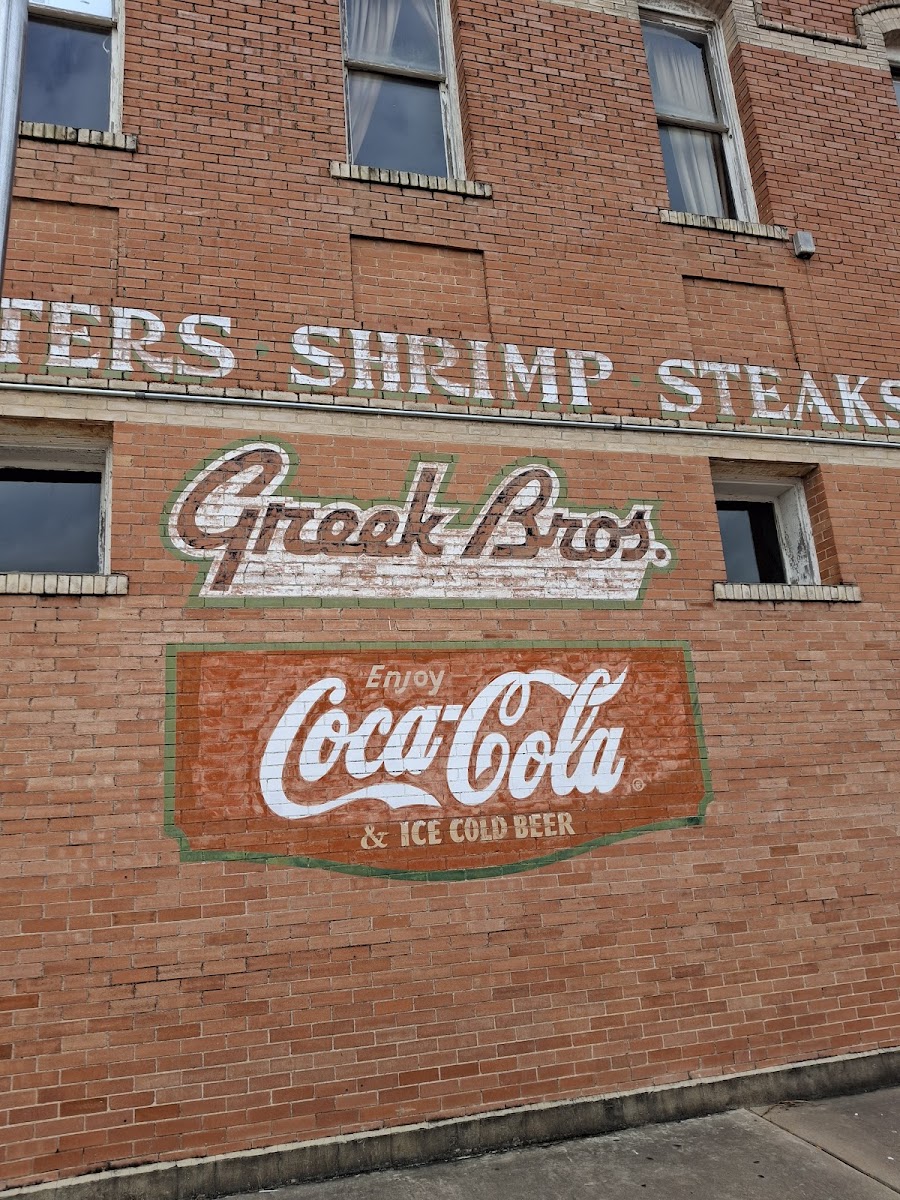 TERS · SHRIMP · STEAKS
Greek Bros.
Enjoy
Coca-Cola®
& ICE COLD BEER